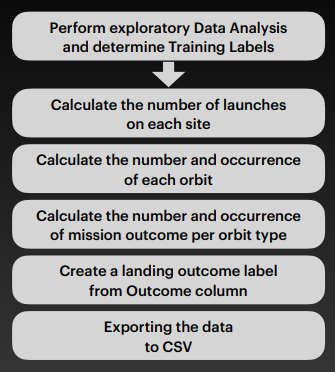 Perform exploratory Data Analysis
and determine Training Labels
Calculate the number of launches
on each site
Calculate the number and occurrence
of each orbit
Calculate the number and occurrence
of mission outcome per orbit type
Create a landing outcome label
from Outcome column
Exporting the data
to CSV